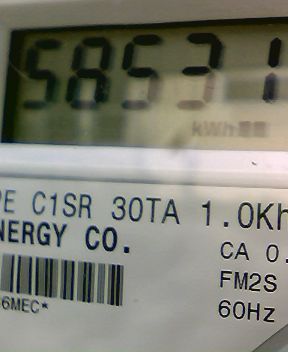 58531
kWh
PE C1SR 30TA 1.0Kh
NERGY CO.
CA 0.
FM2S
6MEC*
60Hz